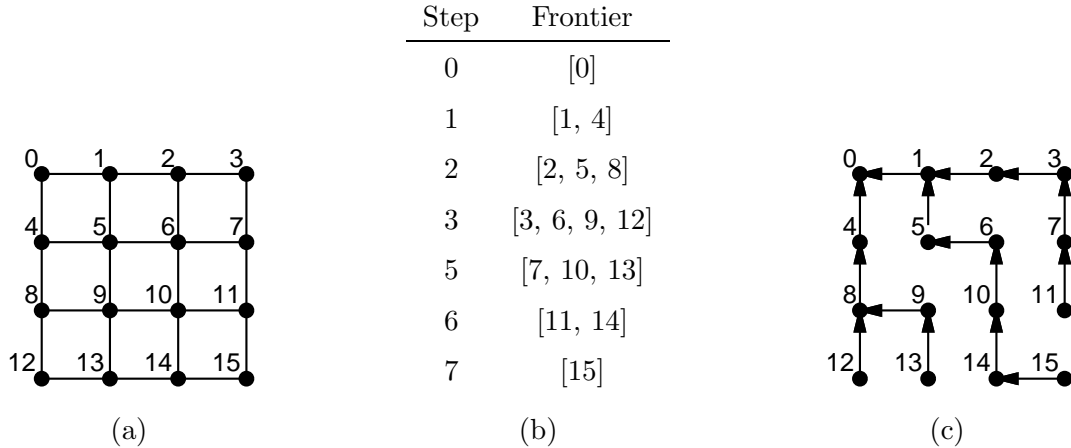 Step Frontier
0 [0]
1 [1, 4]
2 [2, 5, 8]
3 [3, 6, 9, 12]
5 [7, 10, 13]
6 [11, 14]
7 [15]
0 1 2 3
4 5 6 7
8 9 10 11
12 13 14 15
0 1 2 3
4 5 6 7
8 9 10 11
12 13 14 15
(a) (b) (c)